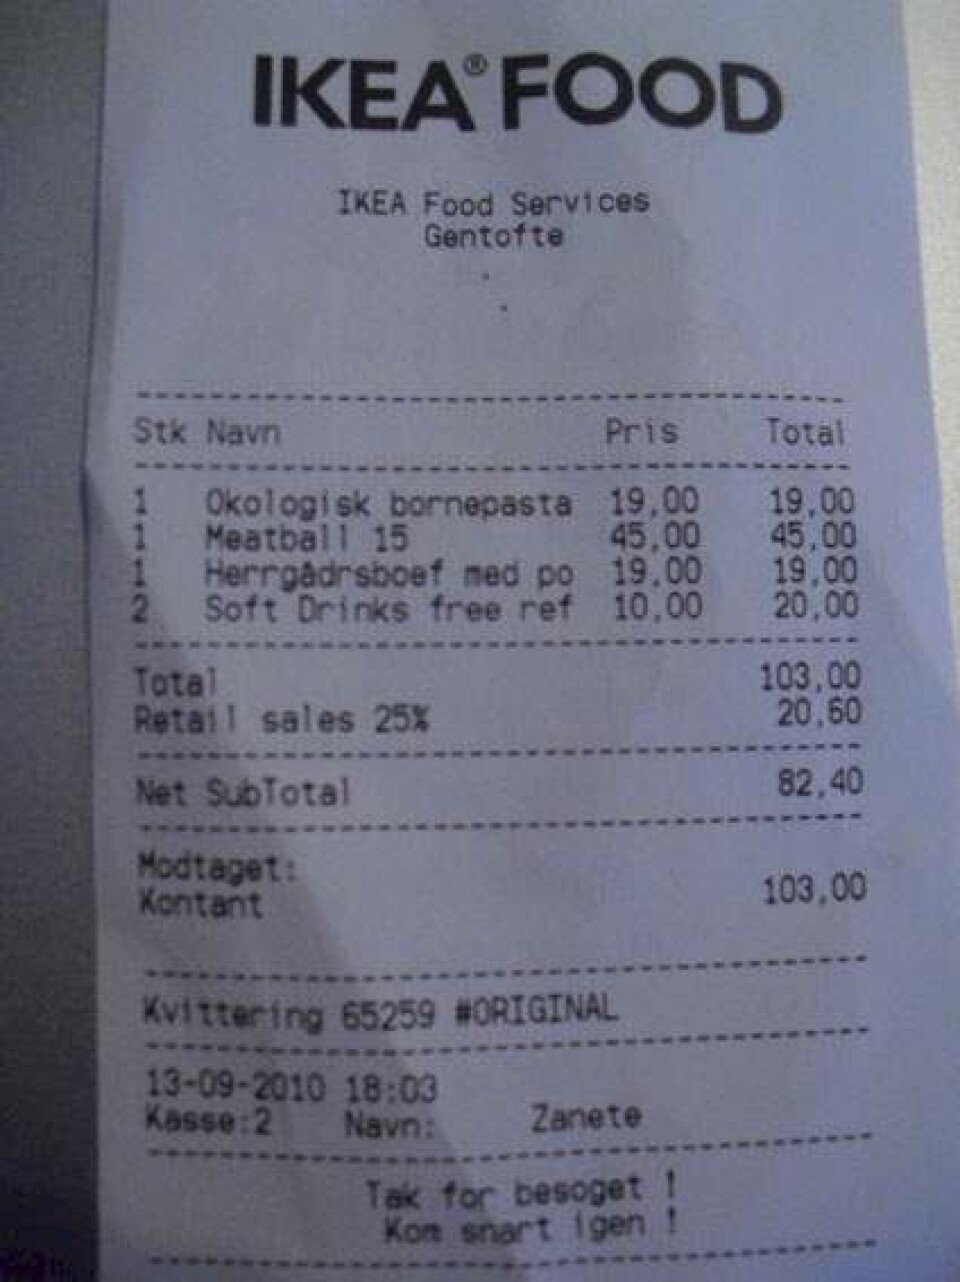 IKEA® FOOD
IKEA Food Services
Gentofte
Stk Navn Pris Total
1 Okologisk bornepasta 19,00 19,00
1 Meatball 15 45,00 45,00
1 Herrgådrsboef med po 19,00 19,00
2 Soft Drinks free ref 10,00 20,00
Total 103,00
Retail sales 25% 20,60
Net SubTotal 82,40
Modtaget:
Kontant 103,00
Kvittering 65259 #ORIGINAL
13-09-2010 18:03
Kasse:2 Navn: Zanete
Tak for besoget !
Kom snart igen !